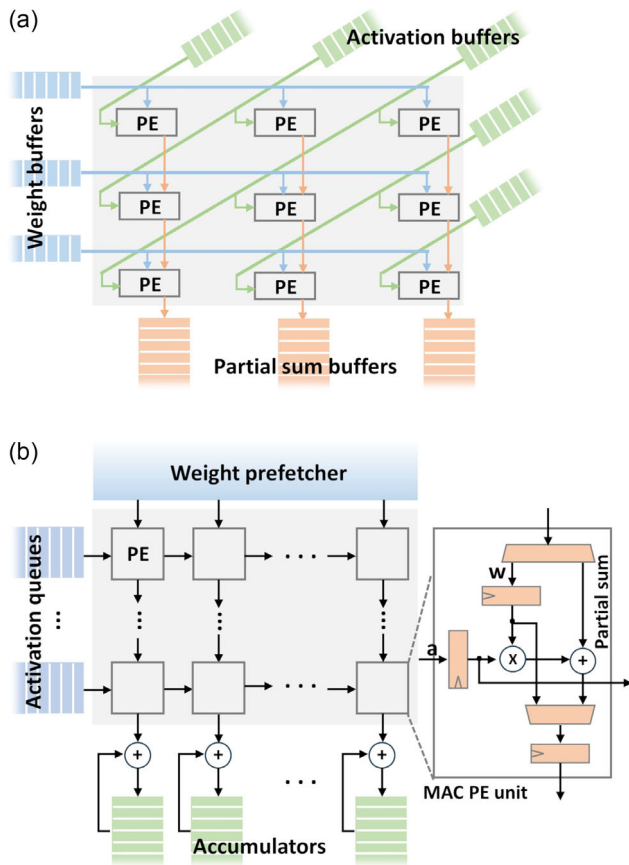 (a)
Activation buffers
Weight buffers
PE PE PE
PE PE PE
PE PE PE
Partial sum buffers
(b)
Weight prefetcher
Activation queues
...
PE
. . .
...
...
...
w
Partial sum
a
x
+
. . .
+
+
+
. . .
MAC PE unit
Accumulators